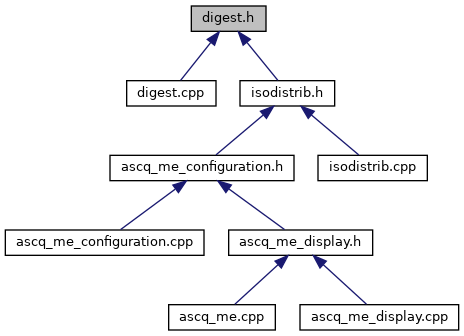 digest.h
digest.cpp
isodistrib.h
ascq_me_configuration.h
isodistrib.cpp
ascq_me_configuration.cpp
ascq_me_display.h
ascq_me.cpp
ascq_me_display.cpp